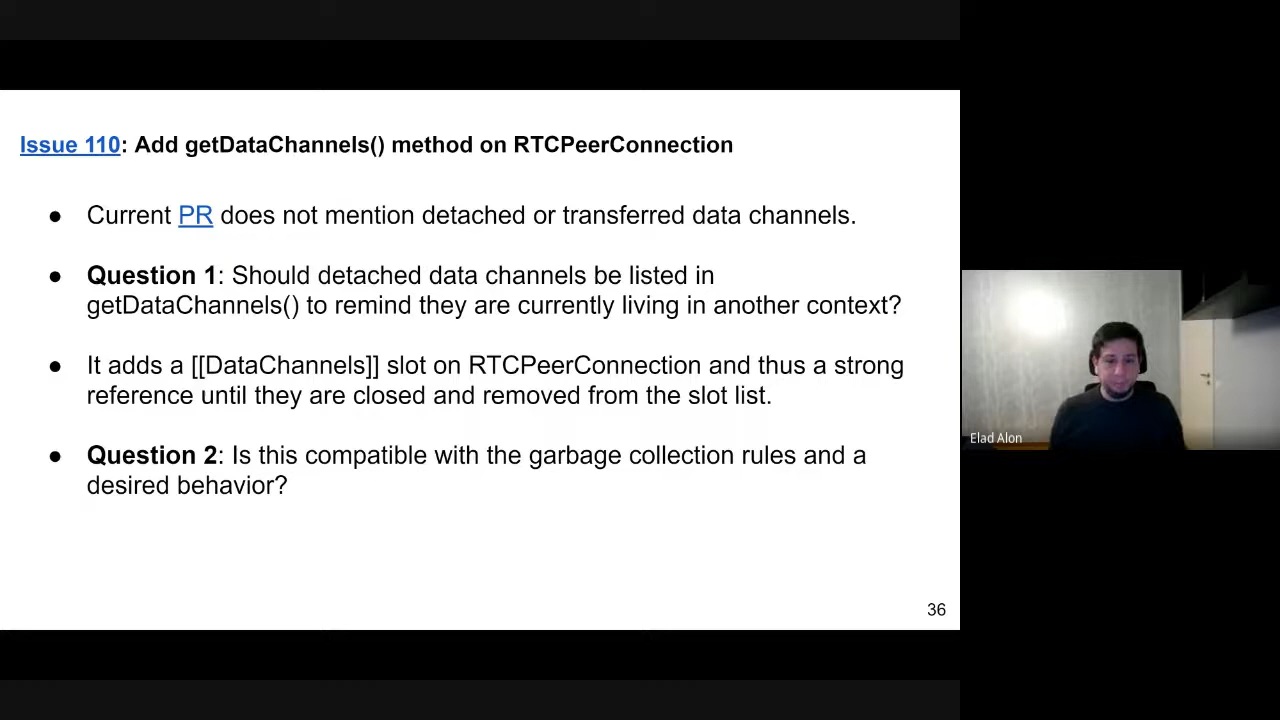 Issue 110: Add getDataChannels() method on RTCPeerConnection
● Current PR does not mention detached or transferred data channels.
● Question 1: Should detached data channels be listed in
getDataChannels() to remind they are currently living in another context?
● It adds a [[DataChannels]] slot on RTCPeerConnection and thus a strong
reference until they are closed and removed from the slot list.
● Question 2: Is this compatible with the garbage collection rules and a
desired behavior?
36
Elad Alon